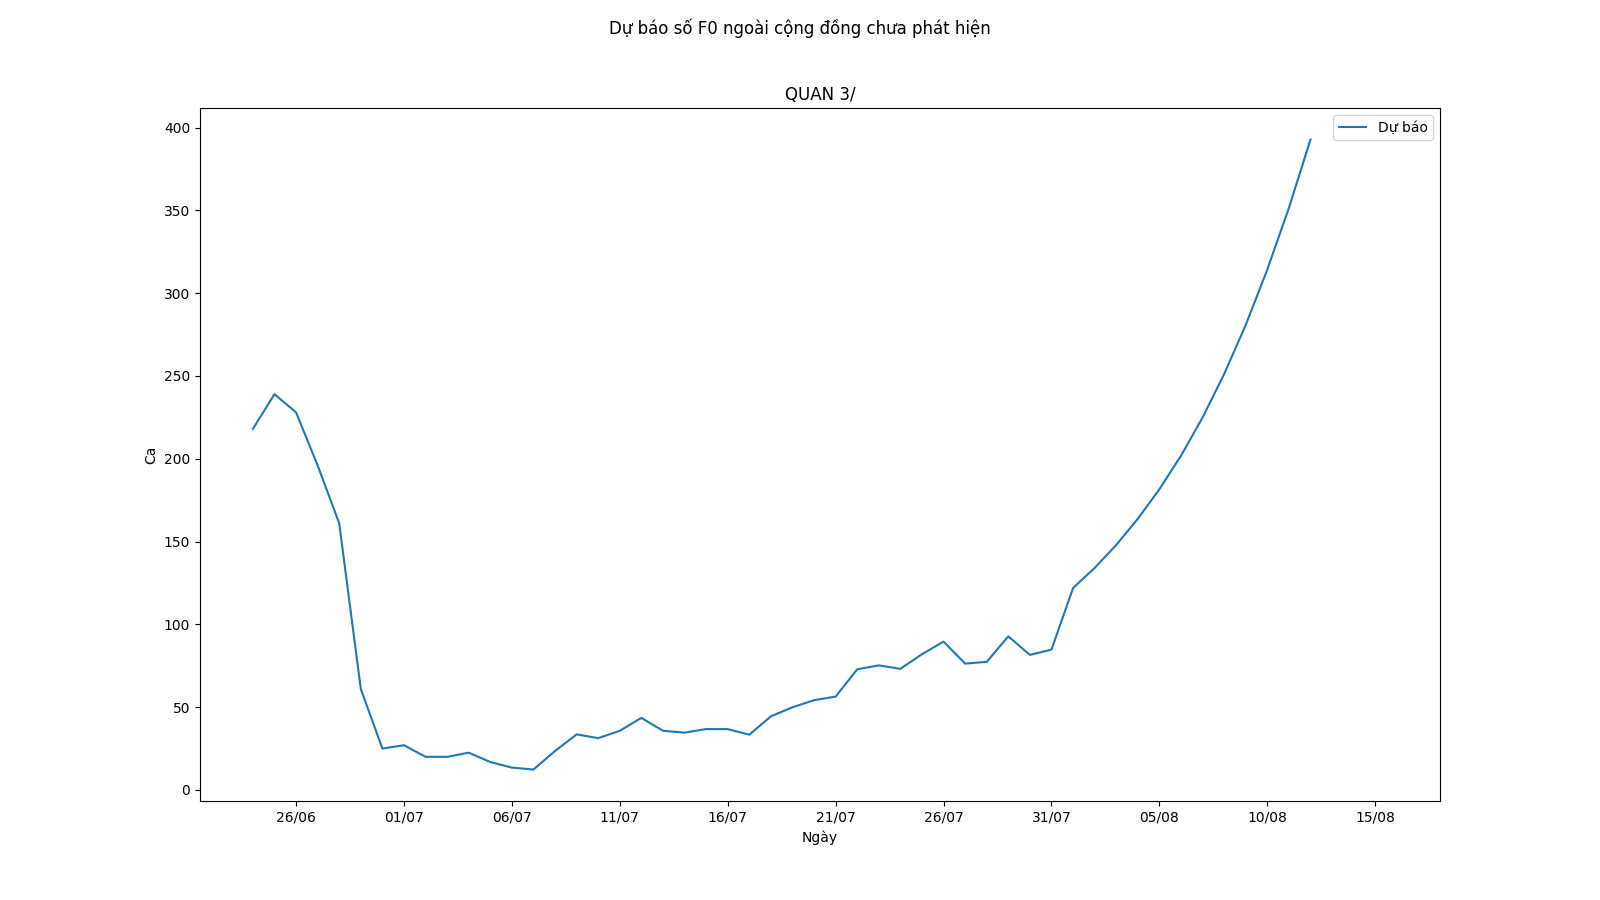 Dự báo số F0 ngoài cộng đồng chưa phát hiện
QUAN 3/
Dự báo
400
350
300
250
200
150
100
50
0
Ca
26/06 01/07 06/07 11/07 16/07 21/07 26/07 31/07 05/08 10/08 15/08
Ngày